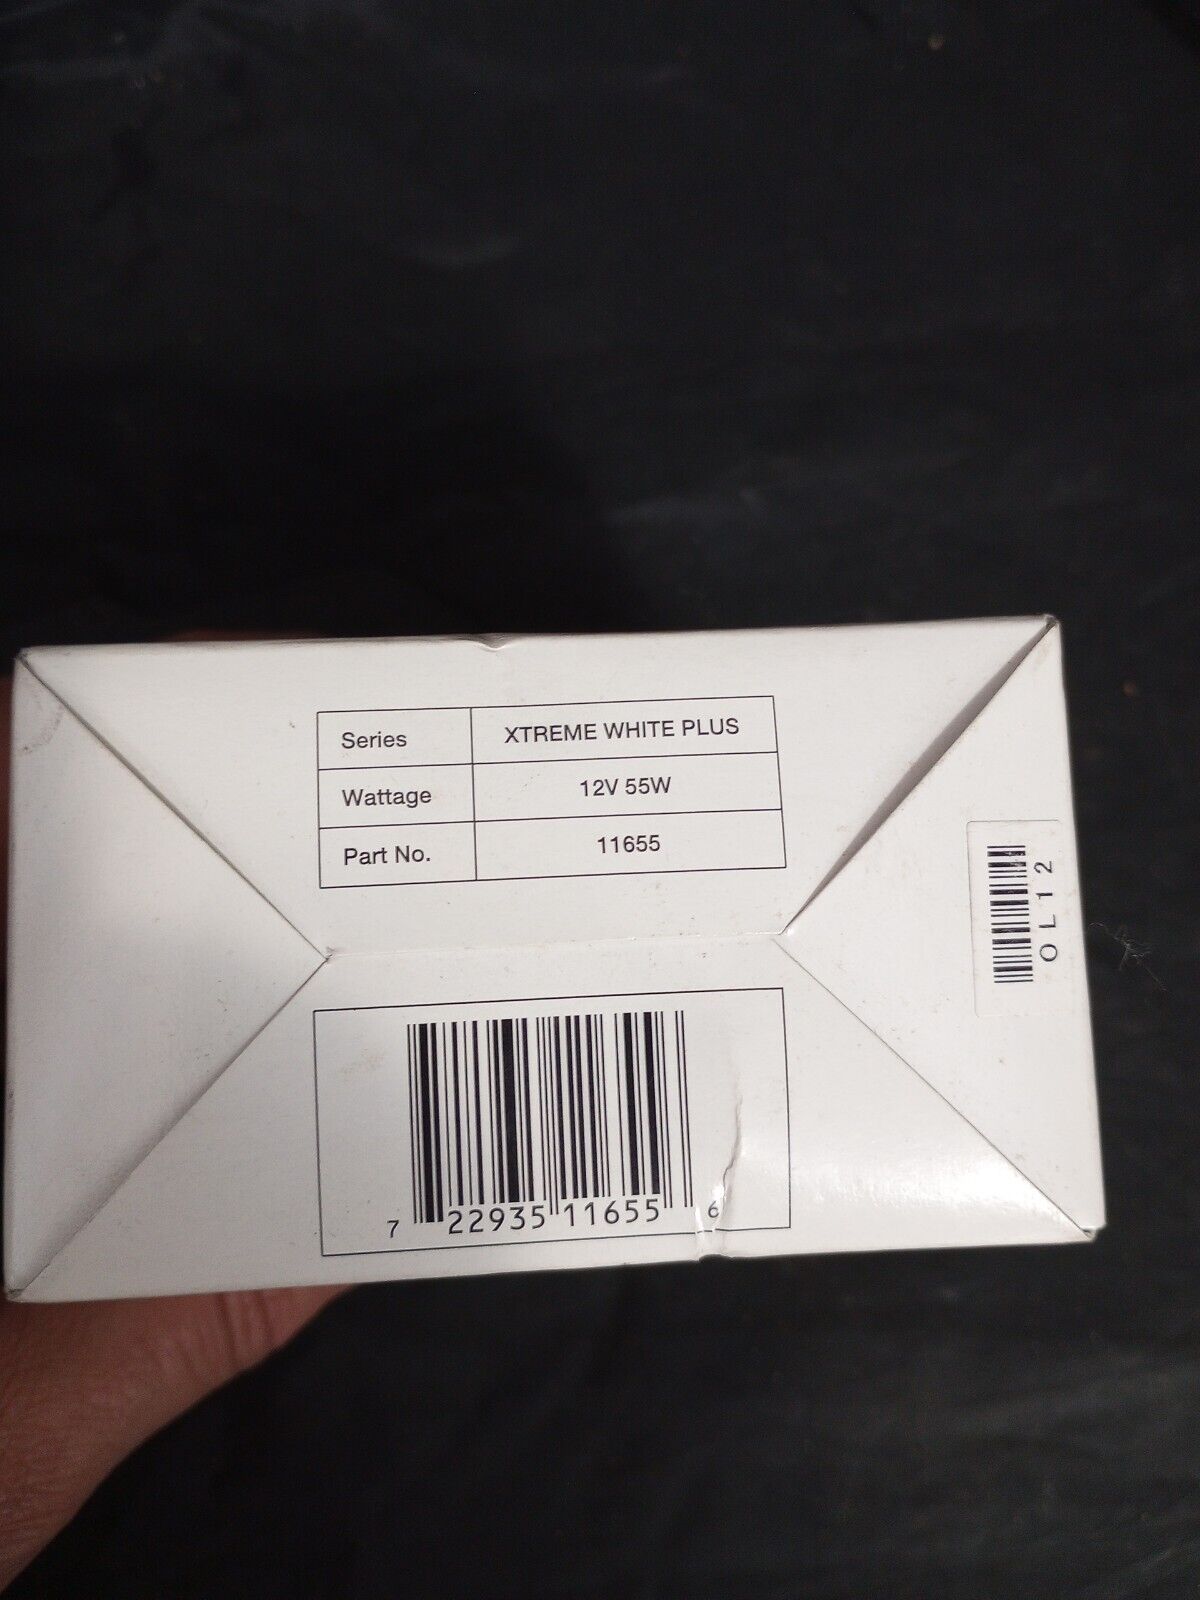 Series XTREME WHITE PLUS
Wattage 12V 55W
Part No. 11655
OL12
7 22935 11655 6